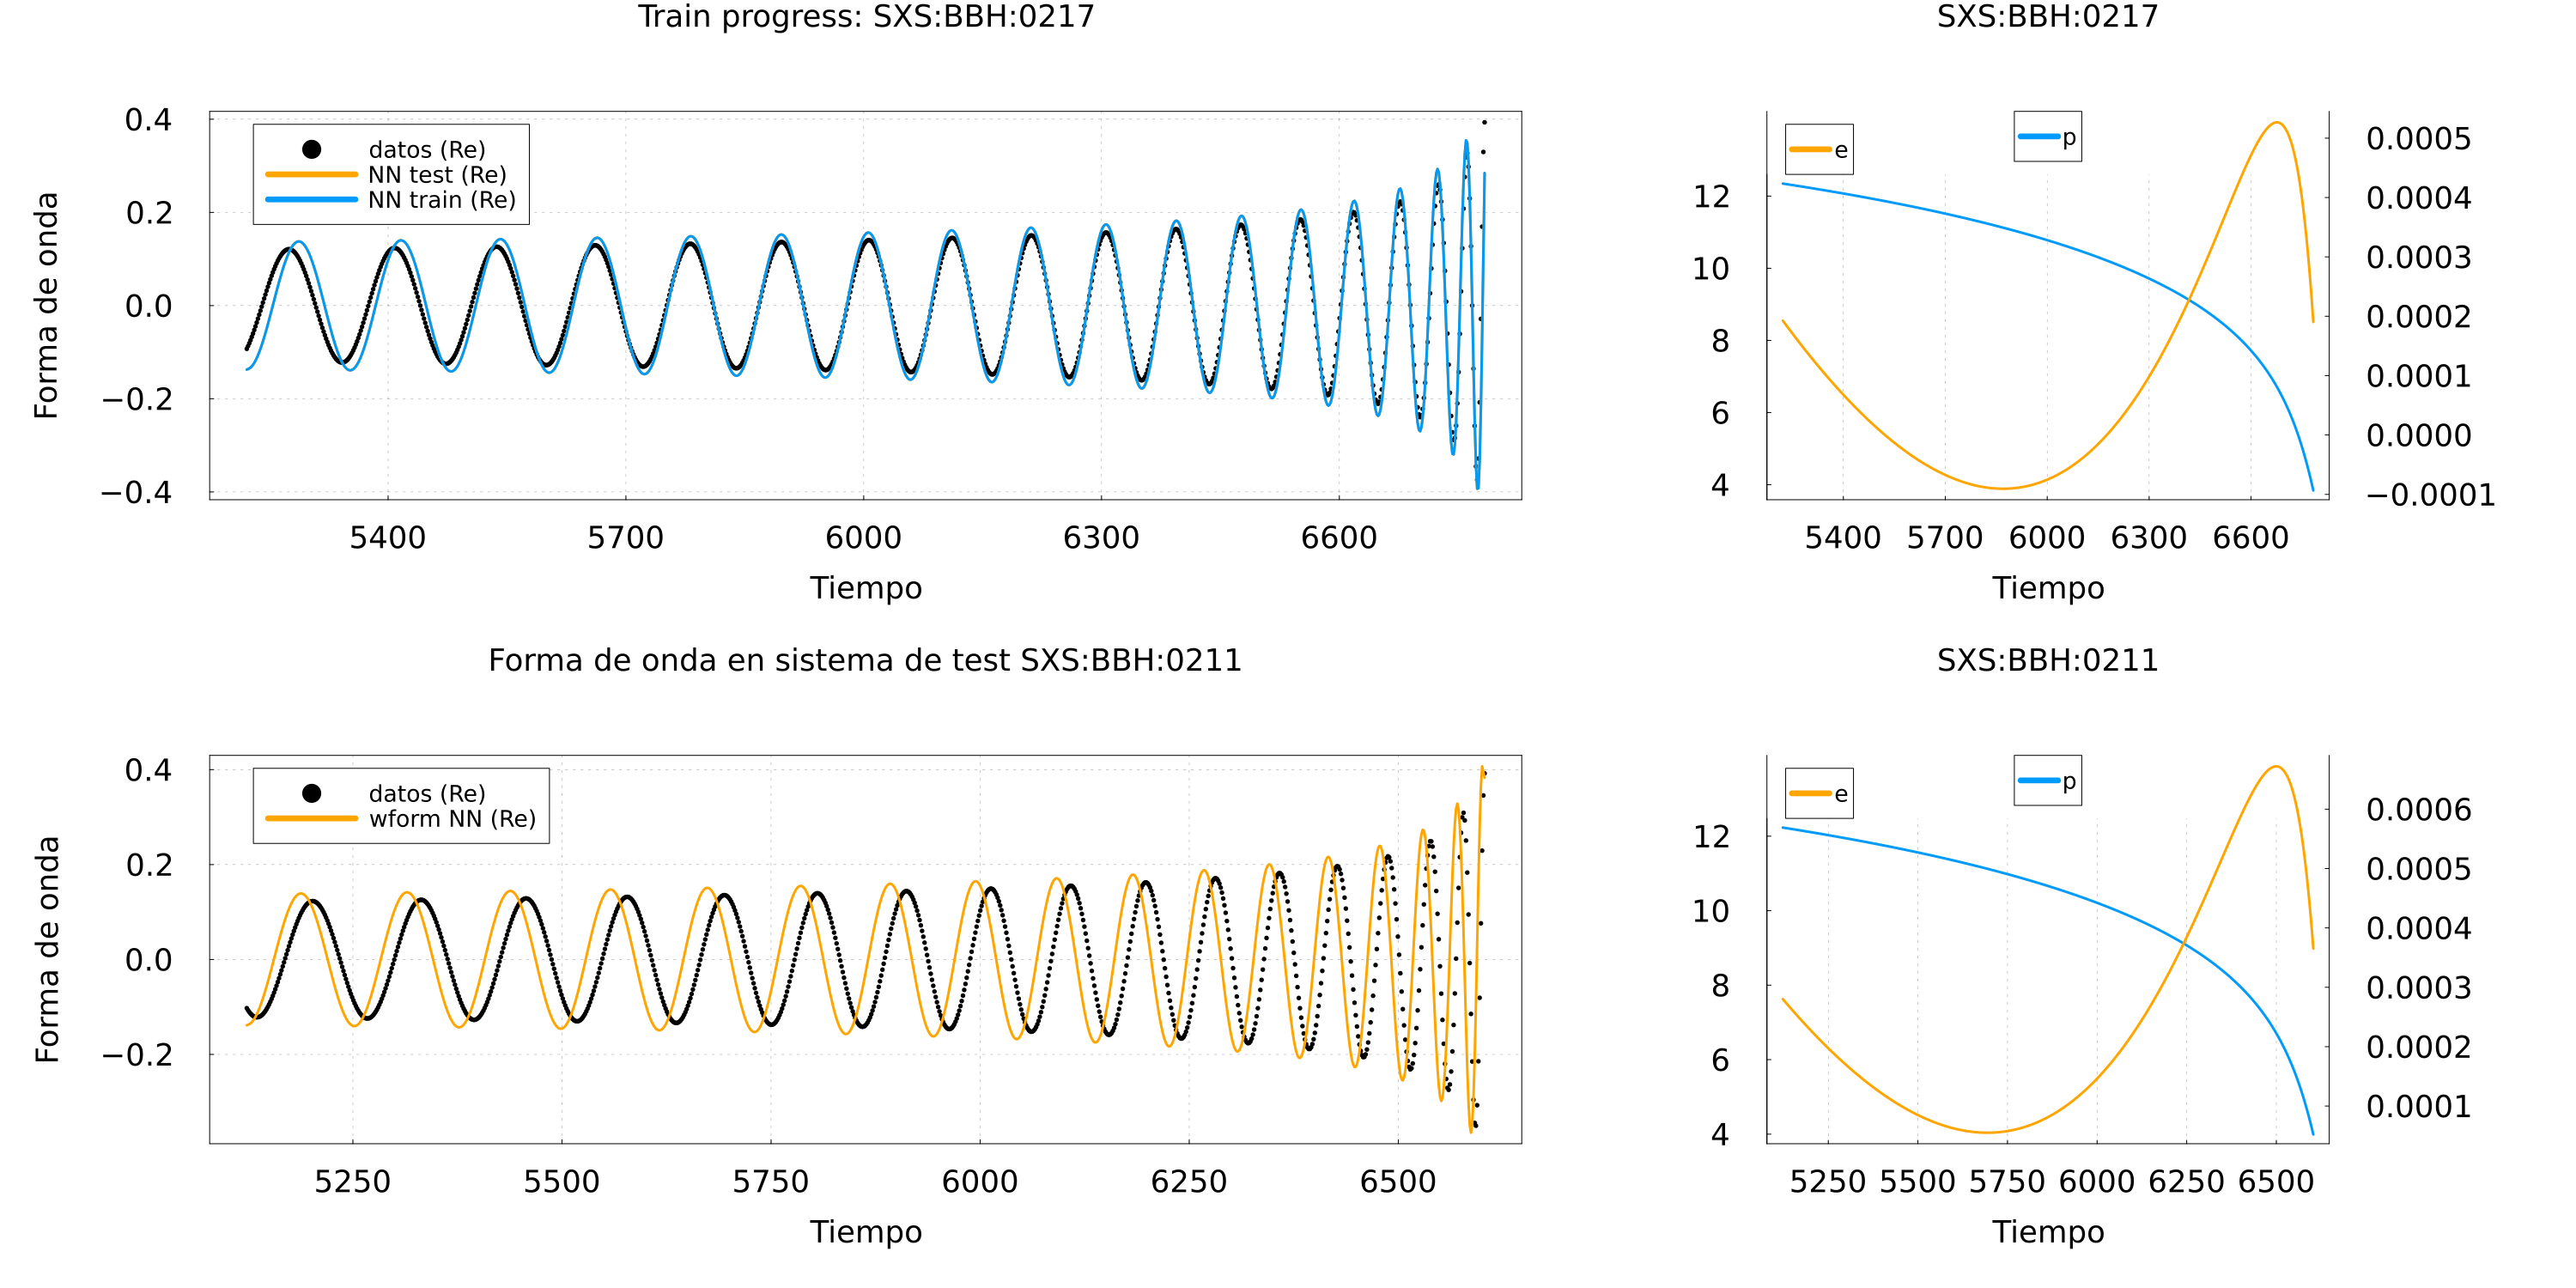 Train progress: SXS:BBH:0217
Forma de onda
0.4
0.2
0.0
−0.2
−0.4
datos (Re)
NN test (Re)
NN train (Re)
5400 5700 6000 6300 6600
Tiempo
SXS:BBH:0217
12
10
8
6
4
e
p
0.0005
0.0004
0.0003
0.0002
0.0001
0.0000
−0.0001
5400 5700 6000 6300 6600
Tiempo
Forma de onda en sistema de test SXS:BBH:0211
Forma de onda
0.4
0.2
0.0
−0.2
datos (Re)
wform NN (Re)
5250 5500 5750 6000 6250 6500
Tiempo
SXS:BBH:0211
12
10
8
6
4
e
p
0.0006
0.0005
0.0004
0.0003
0.0002
0.0001
5250 5500 5750 6000 6250 6500
Tiempo